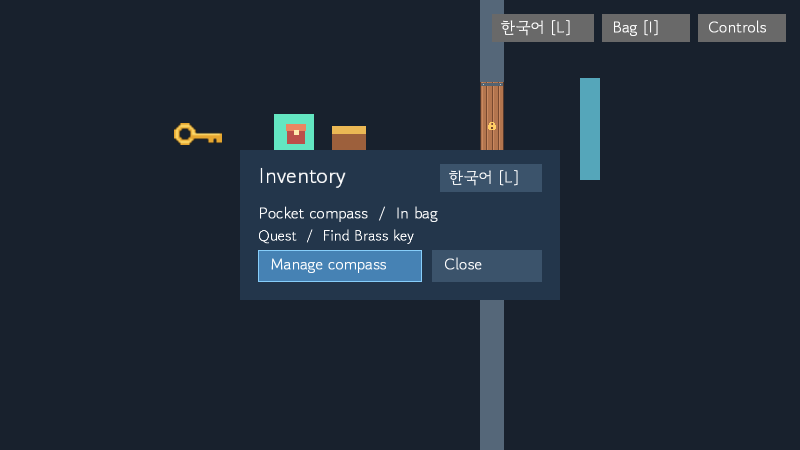 한국어 [L] Bag [I] Controls
Inventory 한국어 [L]
Pocket compass / In bag
Quest / Find Brass key
Manage compass Close